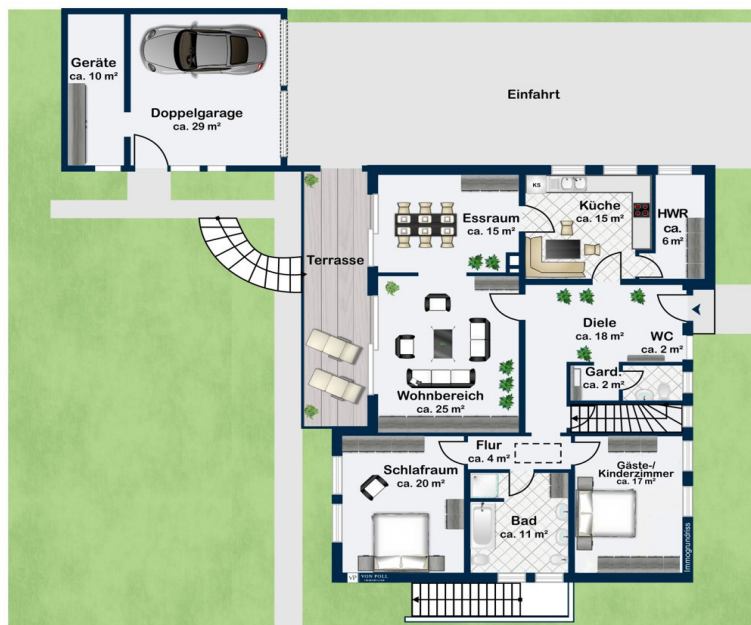 Geräte
ca. 10 m²
Doppelgarage
ca. 29 m²
Einfahrt
Essraum
ca. 15 m²
KS
Küche
ca. 15 m²
HWR
ca.
6 m²
Terrasse
Diele
ca. 18 m²
WC
ca. 2 m²
Gard.
ca. 2 m²
Wohnbereich
ca. 25 m²
Flur
ca. 4 m²
Schlafraum
ca. 20 m²
Gäste-/
Kinderzimmer
ca. 17 m²
Bad
ca. 11 m²
Immogrundriss
VP
VON POLL
IMMOBILIEN